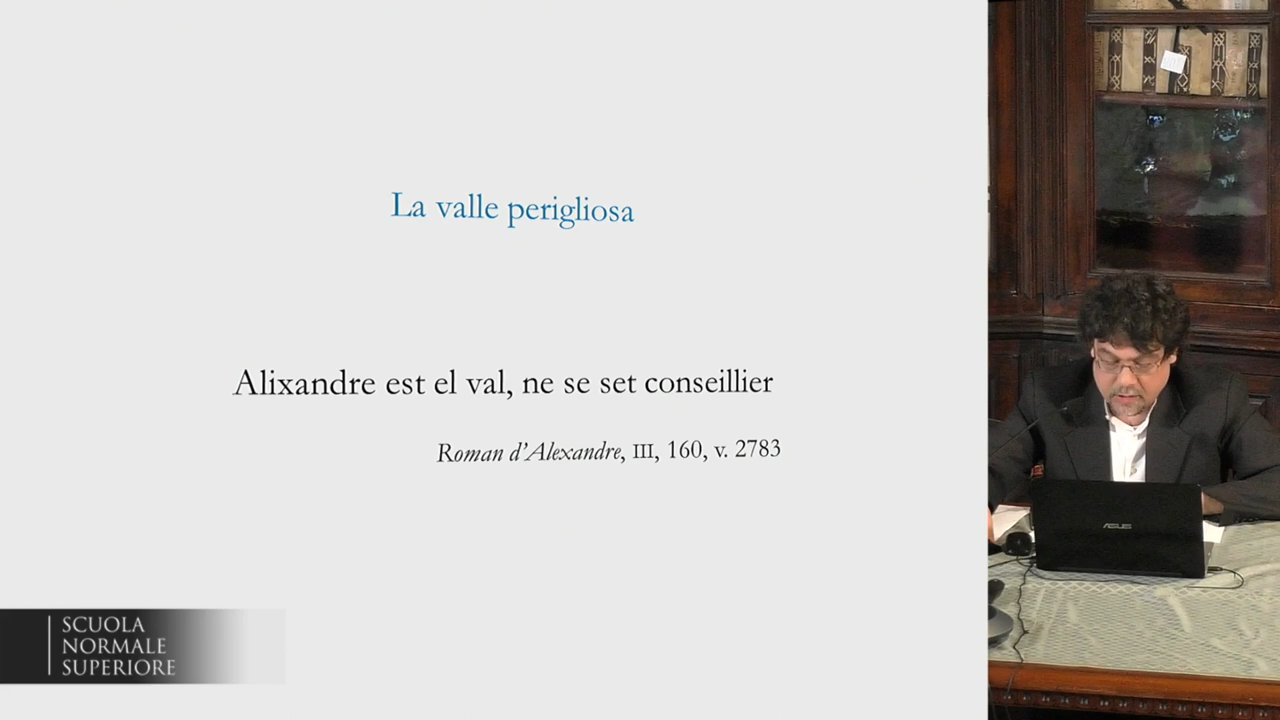 La valle perigliosa
Alixandre est el val, ne se set conseillier
Roman d'Alexandre, III, 160, v. 2783
SCUOLA
NORMALE
SUPERIORE
ASUS